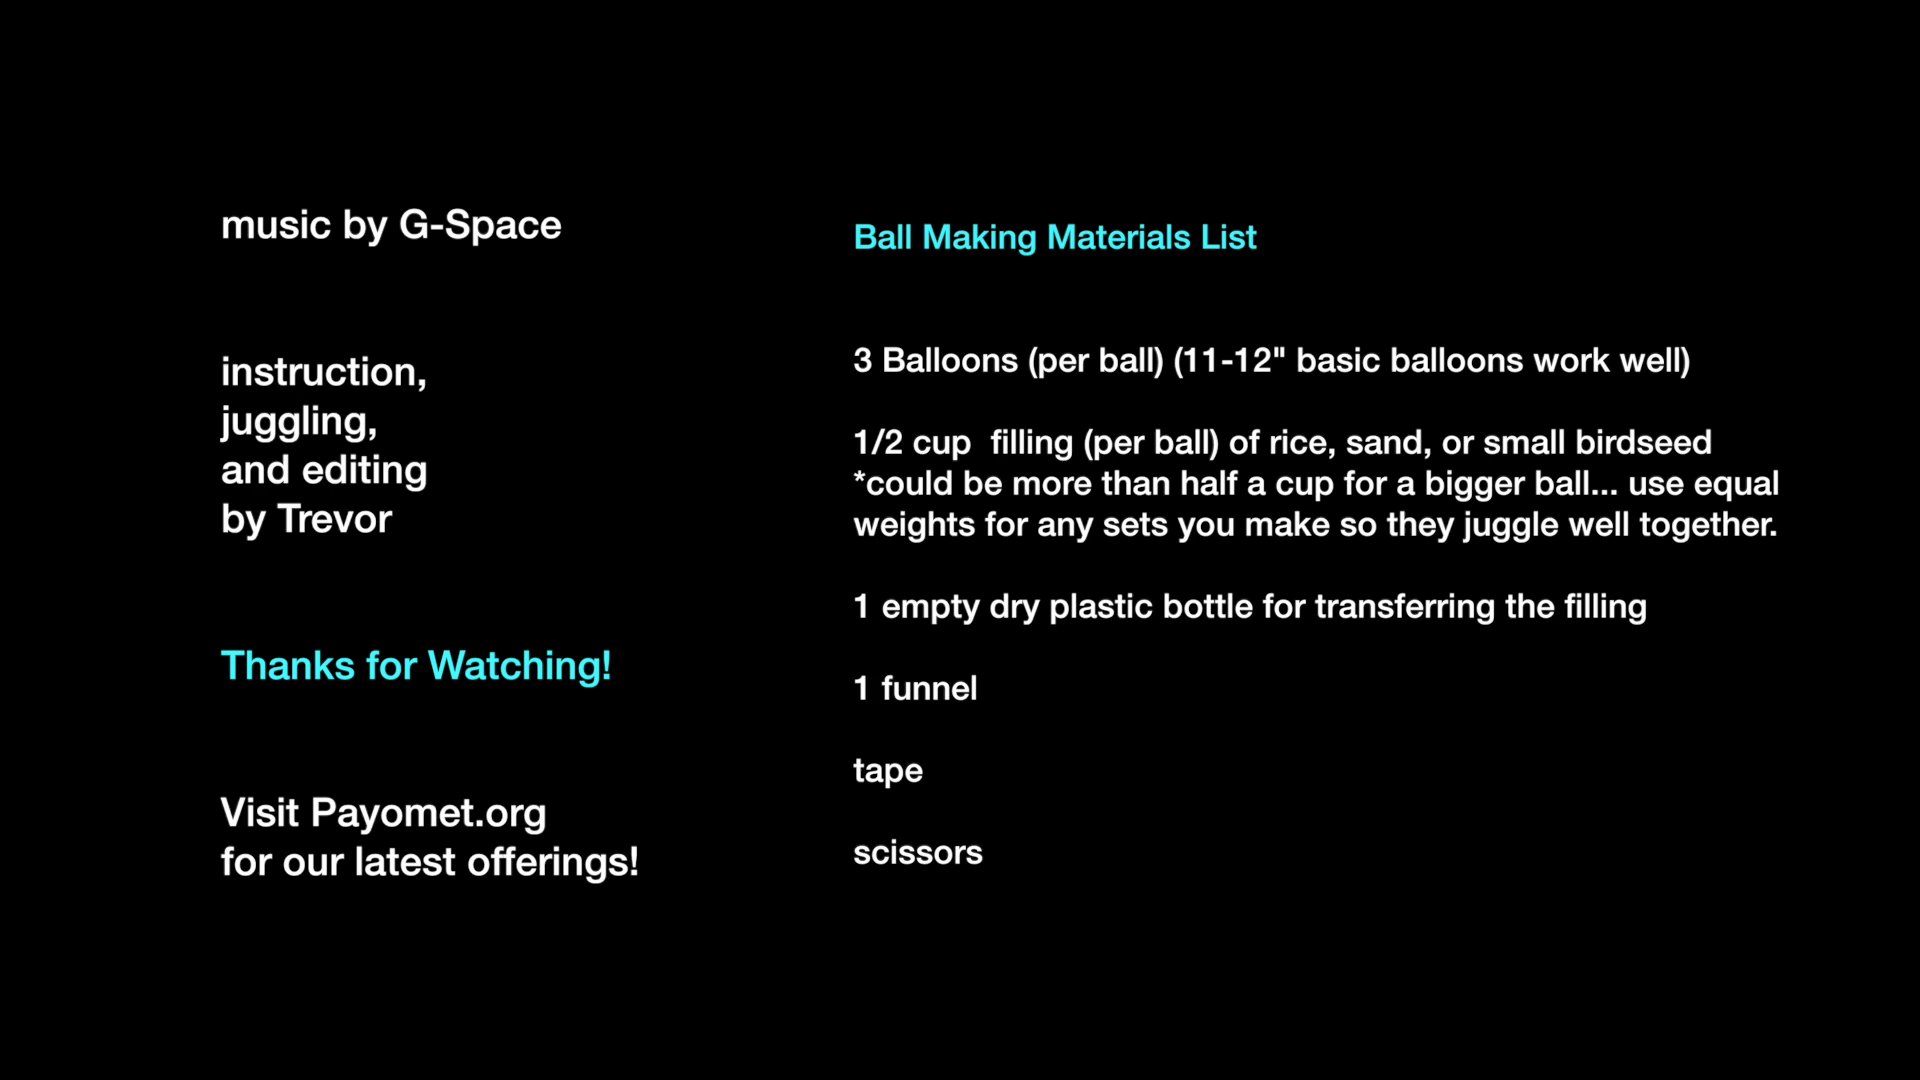 music by G-Space
instruction,
juggling,
and editing
by Trevor
Thanks for Watching!
Visit Payomet.org
for our latest offerings!
Ball Making Materials List
3 Balloons (per ball) (11-12" basic balloons work well)
1/2 cup  filling (per ball) of rice, sand, or small birdseed
*could be more than half a cup for a bigger ball... use equal
weights for any sets you make so they juggle well together.
1 empty dry plastic bottle for transferring the filling
1 funnel
tape
scissors